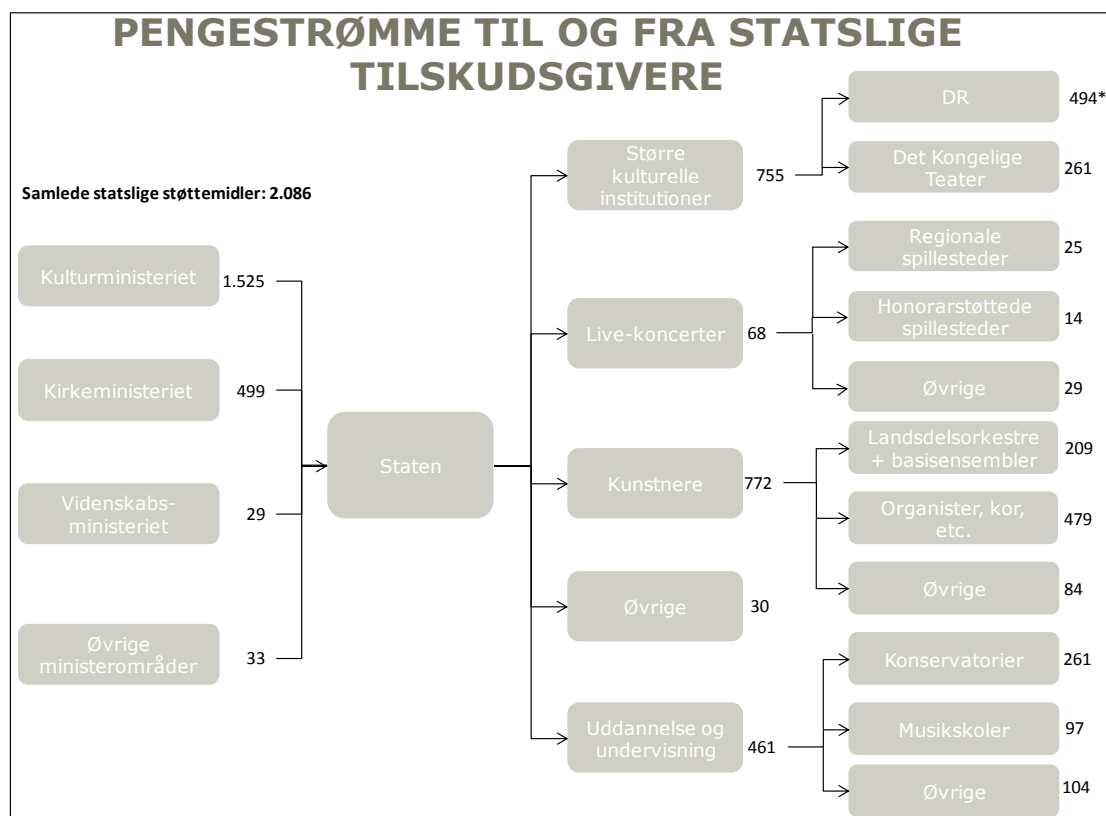 PENGESTRØMME TIL OG FRA STATSLIGE
TILSKUDSGIVERE
Samlede statslige støttemidler: 2.086
Kulturministeriet
1.525
Kirkeministeriet
499
Videnskabs-
ministeriet
29
Øvrige
ministerområder
33
Staten
Større
kulturelle
institutioner
755
Live-koncerter
68
Kunstnere
772
Øvrige
30
Uddannelse og
undervisning
461
DR
494*
Det Kongelige
Teater
261
Regionale
spillesteder
25
Honorarstøttede
spillesteder
14
Øvrige
29
Landsdelsorkestre
+ basisensembler
209
Organister, kor,
etc.
479
Øvrige
84
Konservatorier
261
Musikskoler
97
Øvrige
104